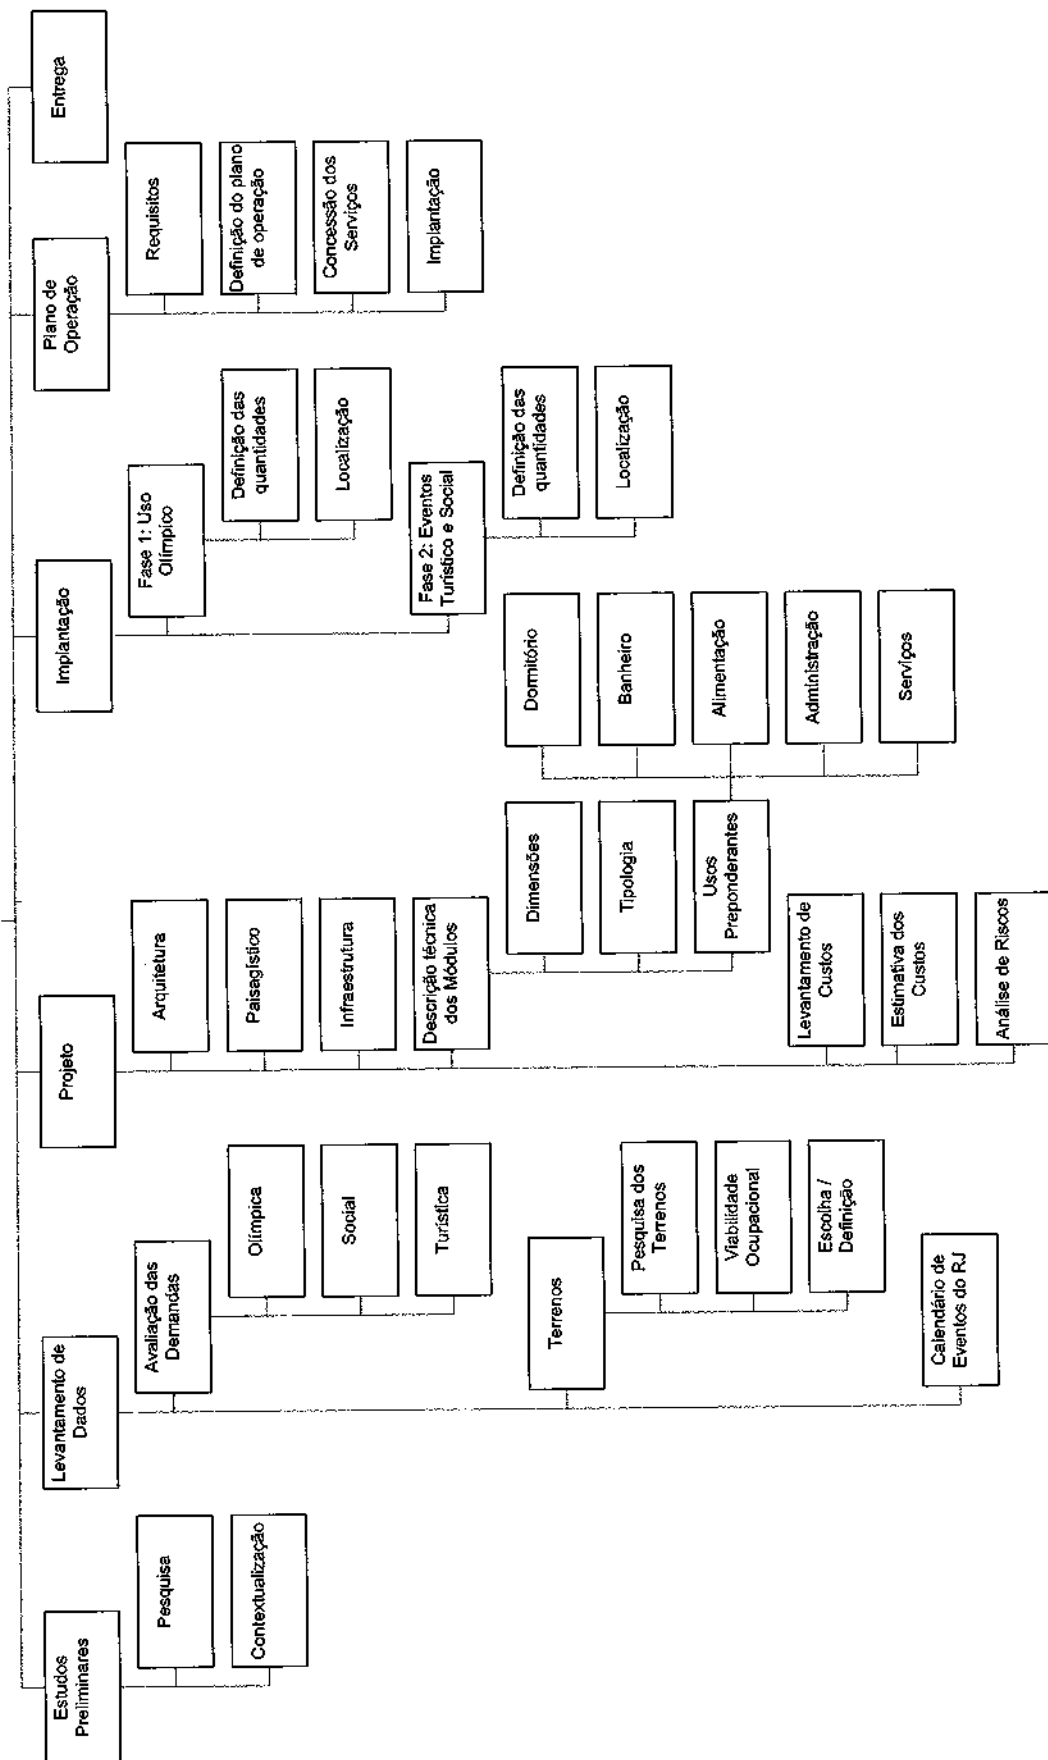 Estudos
Preliminares
Pesquisa
Contextualização
Levantamento de
Dados
Avaliação das
Demandas
Olímpica
Social
Turística
Terrenos
Pesquisa dos
Terrenos
Viabilidade
Ocupacional
Escolha /
Definição
Calendário de
Eventos do RJ
Projeto
Arquitetura
Paisagístico
Infraestrutura
Descrição técnica
dos Módulos
Dimensões
Tipologia
Usos
Preponderantes
Dormitório
Banheiro
Alimentação
Administração
Serviços
Levantamento de
Custos
Estimativa dos
Custos
Análise de Riscos
Implantação
Fase 1: Uso
Olímpico
Definição das
quantidades
Localização
Fase 2: Eventos
Turístico e Social
Definição das
quantidades
Localização
Plano de
Operação
Requisitos
Definição do plano
de operação
Concessão dos
Serviços
Implantação
Entrega